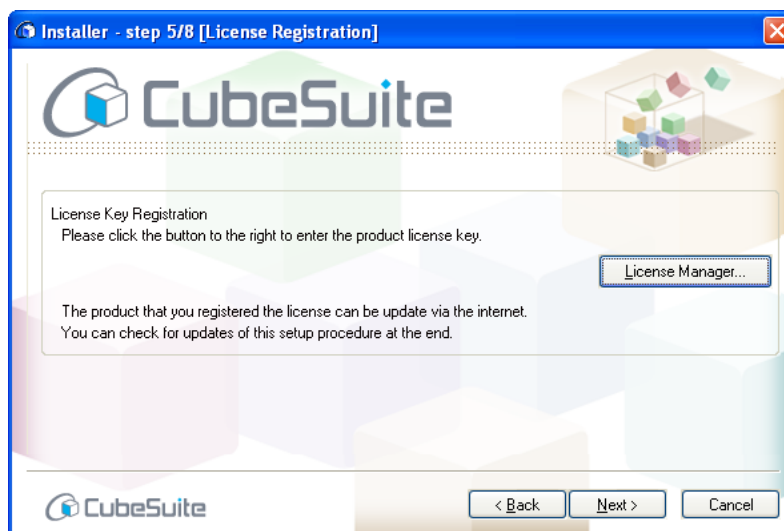 Installer - step 5/8 [License Registration]
CubeSuite
License Key Registration
Please click the button to the right to enter the product license key.
License Manager...
The product that you registered the license can be update via the internet.
You can check for updates of this setup procedure at the end.
CubeSuite
< Back
Next >
Cancel